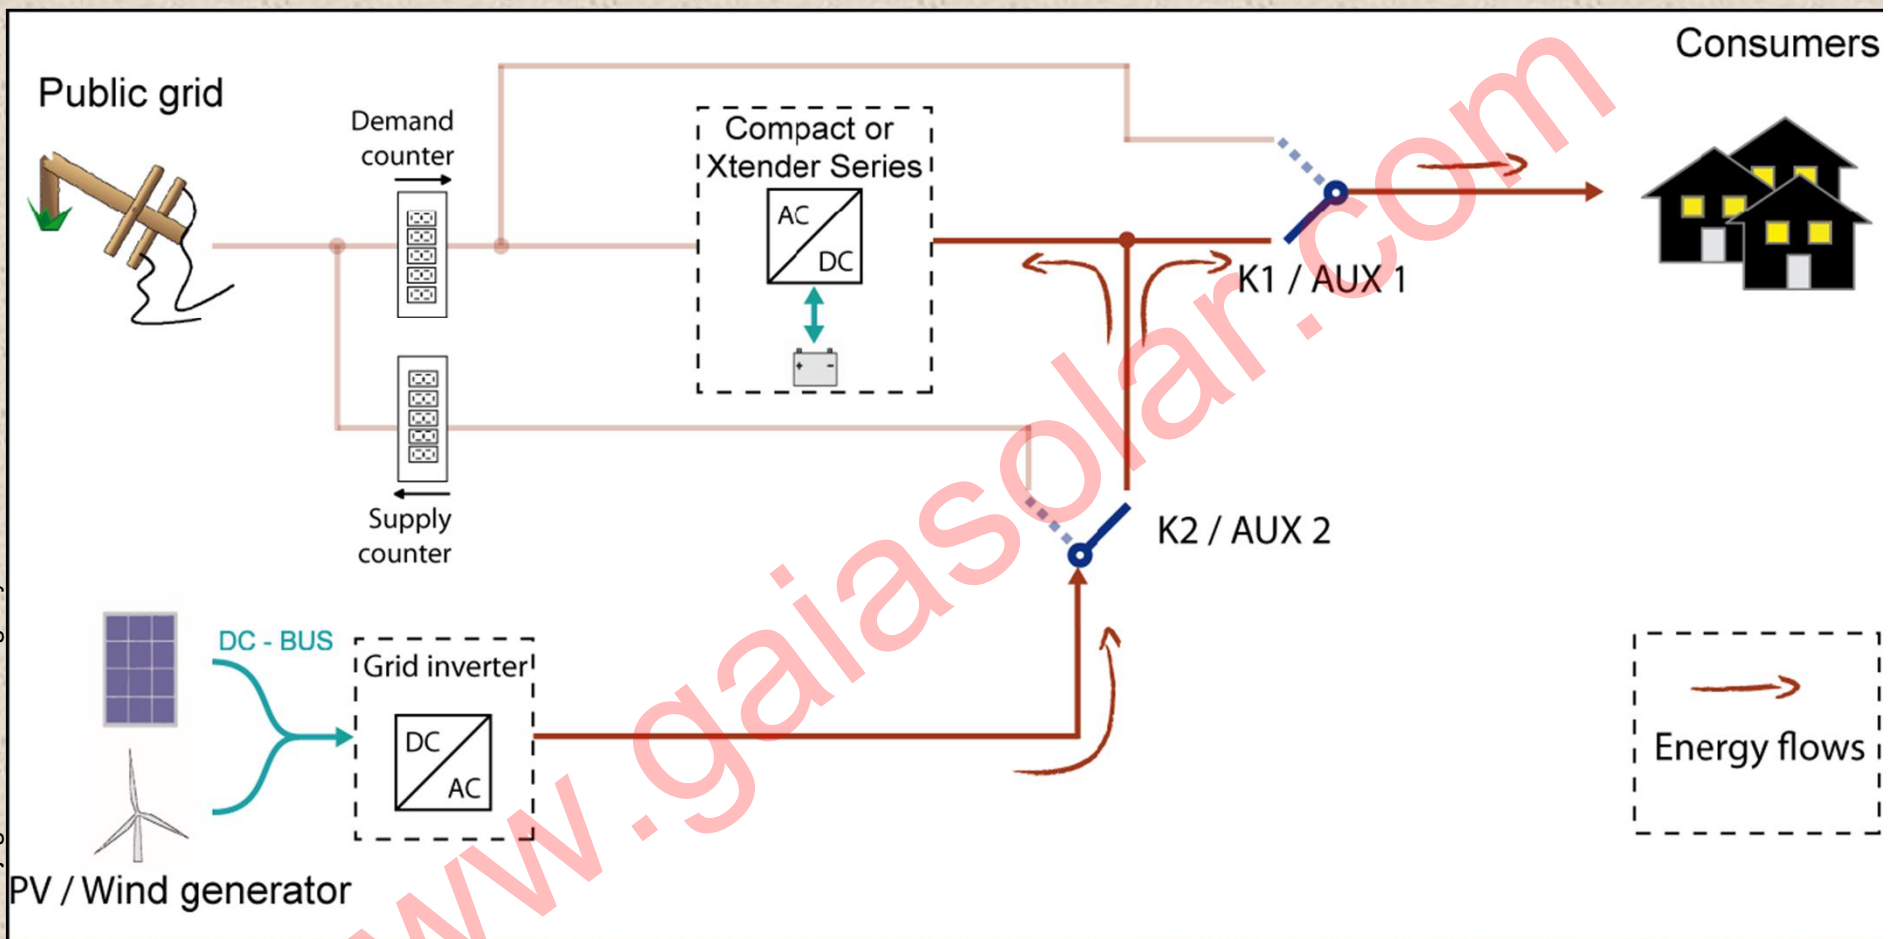 Consumers
Public grid
Demand
counter
Compact or
Xtender Series
AC
DC
K1 / AUX 1
Supply
counter
K2 / AUX 2
DC - BUS
Grid inverter
DC
AC
Energy flows
PV / Wind generator
www.gaiasolar.com